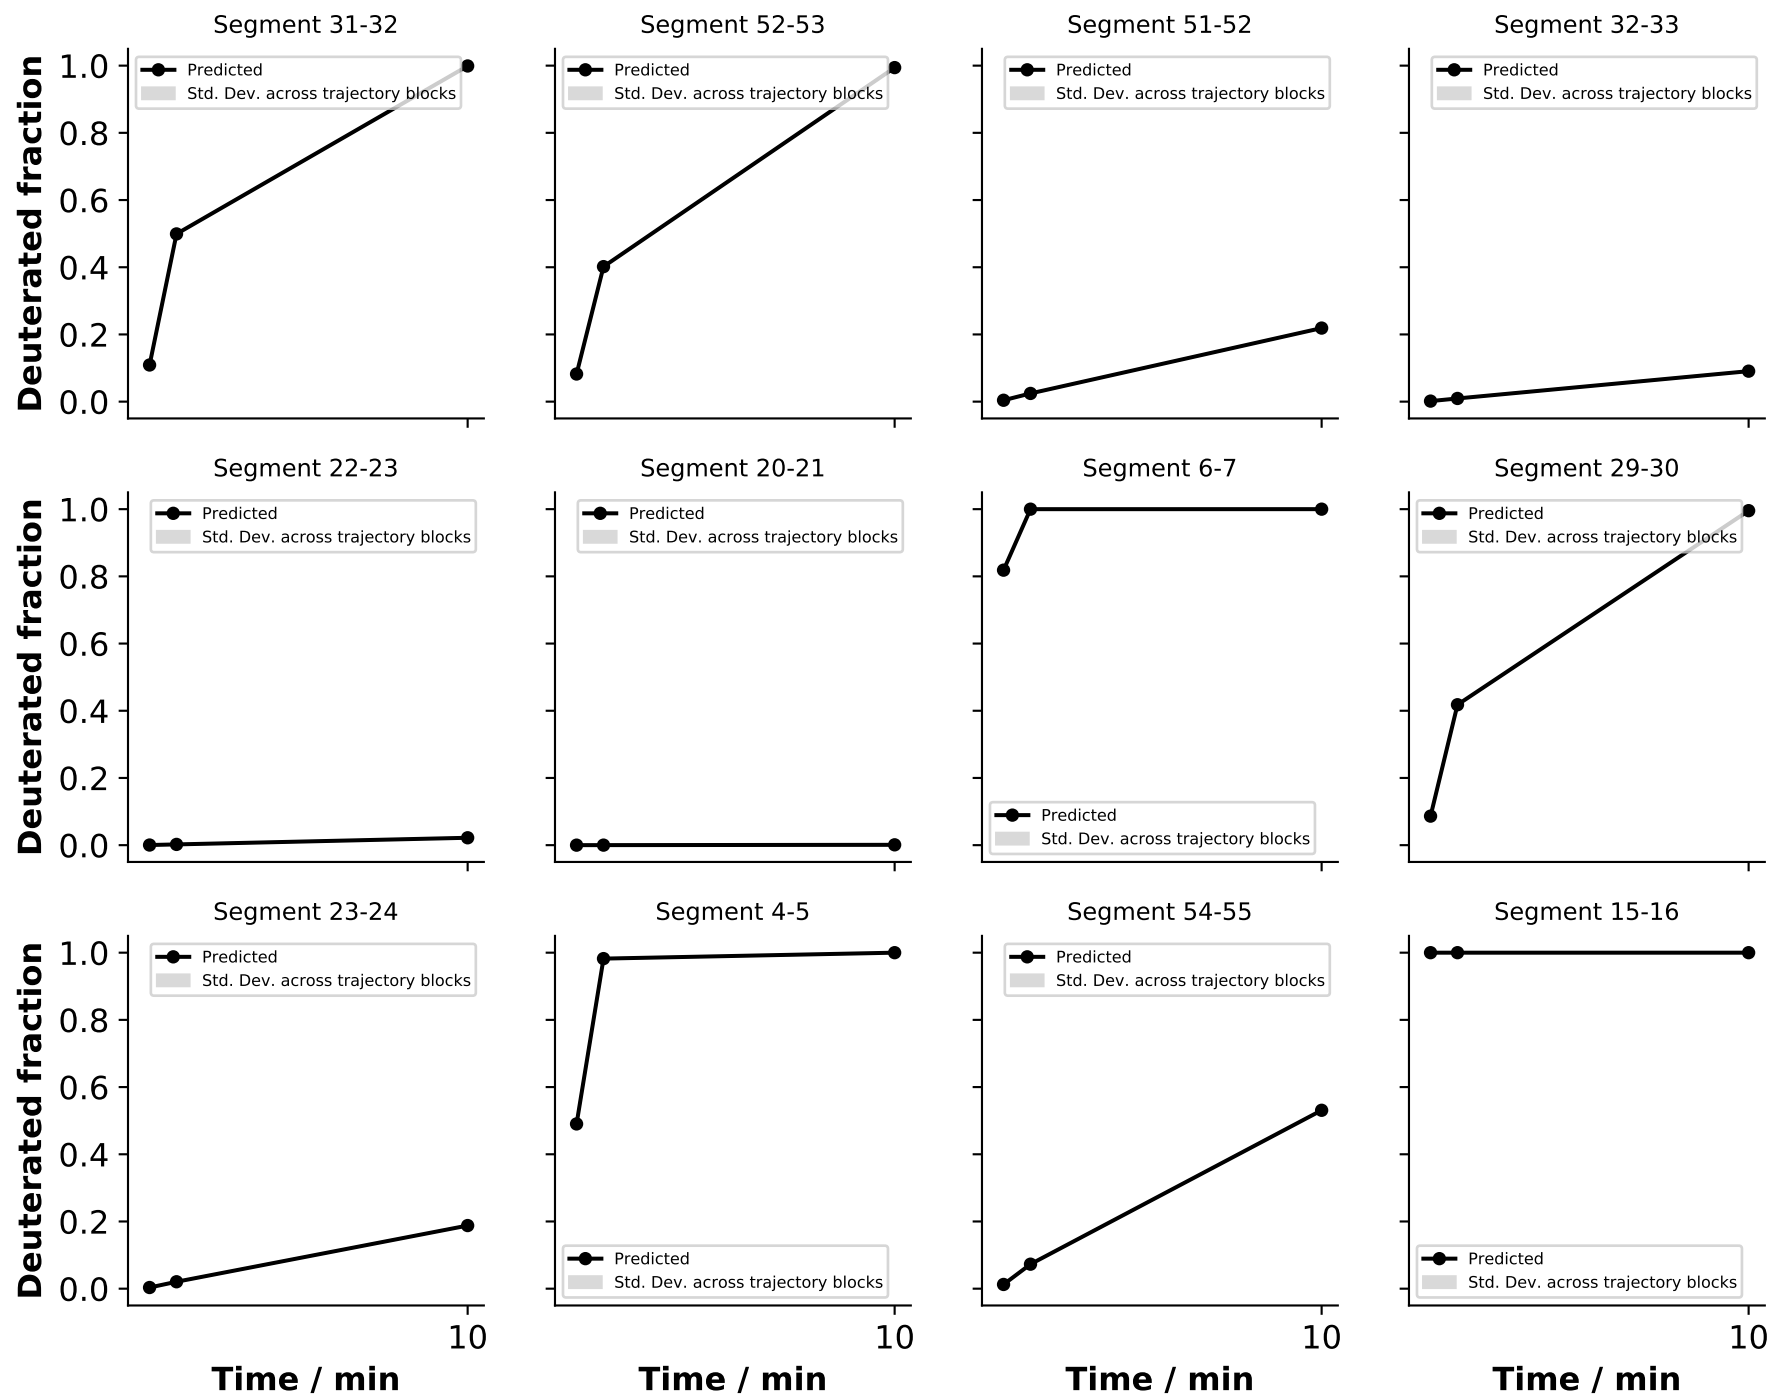 Segment 31-32
Segment 52-53
Segment 51-52
Segment 32-33
Deuterated fraction
1.0
0.8
0.6
0.4
0.2
0.0
Predicted
Std. Dev. across trajectory blocks
Predicted
Std. Dev. across trajectory blocks
Predicted
Std. Dev. across trajectory blocks
Predicted
Std. Dev. across trajectory blocks
Segment 22-23
Segment 20-21
Segment 6-7
Segment 29-30
Deuterated fraction
1.0
0.8
0.6
0.4
0.2
0.0
Predicted
Std. Dev. across trajectory blocks
Predicted
Std. Dev. across trajectory blocks
Predicted
Std. Dev. across trajectory blocks
Predicted
Std. Dev. across trajectory blocks
Segment 23-24
Segment 4-5
Segment 54-55
Segment 15-16
Deuterated fraction
1.0
0.8
0.6
0.4
0.2
0.0
Predicted
Std. Dev. across trajectory blocks
Predicted
Std. Dev. across trajectory blocks
Predicted
Std. Dev. across trajectory blocks
Predicted
Std. Dev. across trajectory blocks
10
10
10
10
Time / min
Time / min
Time / min
Time / min